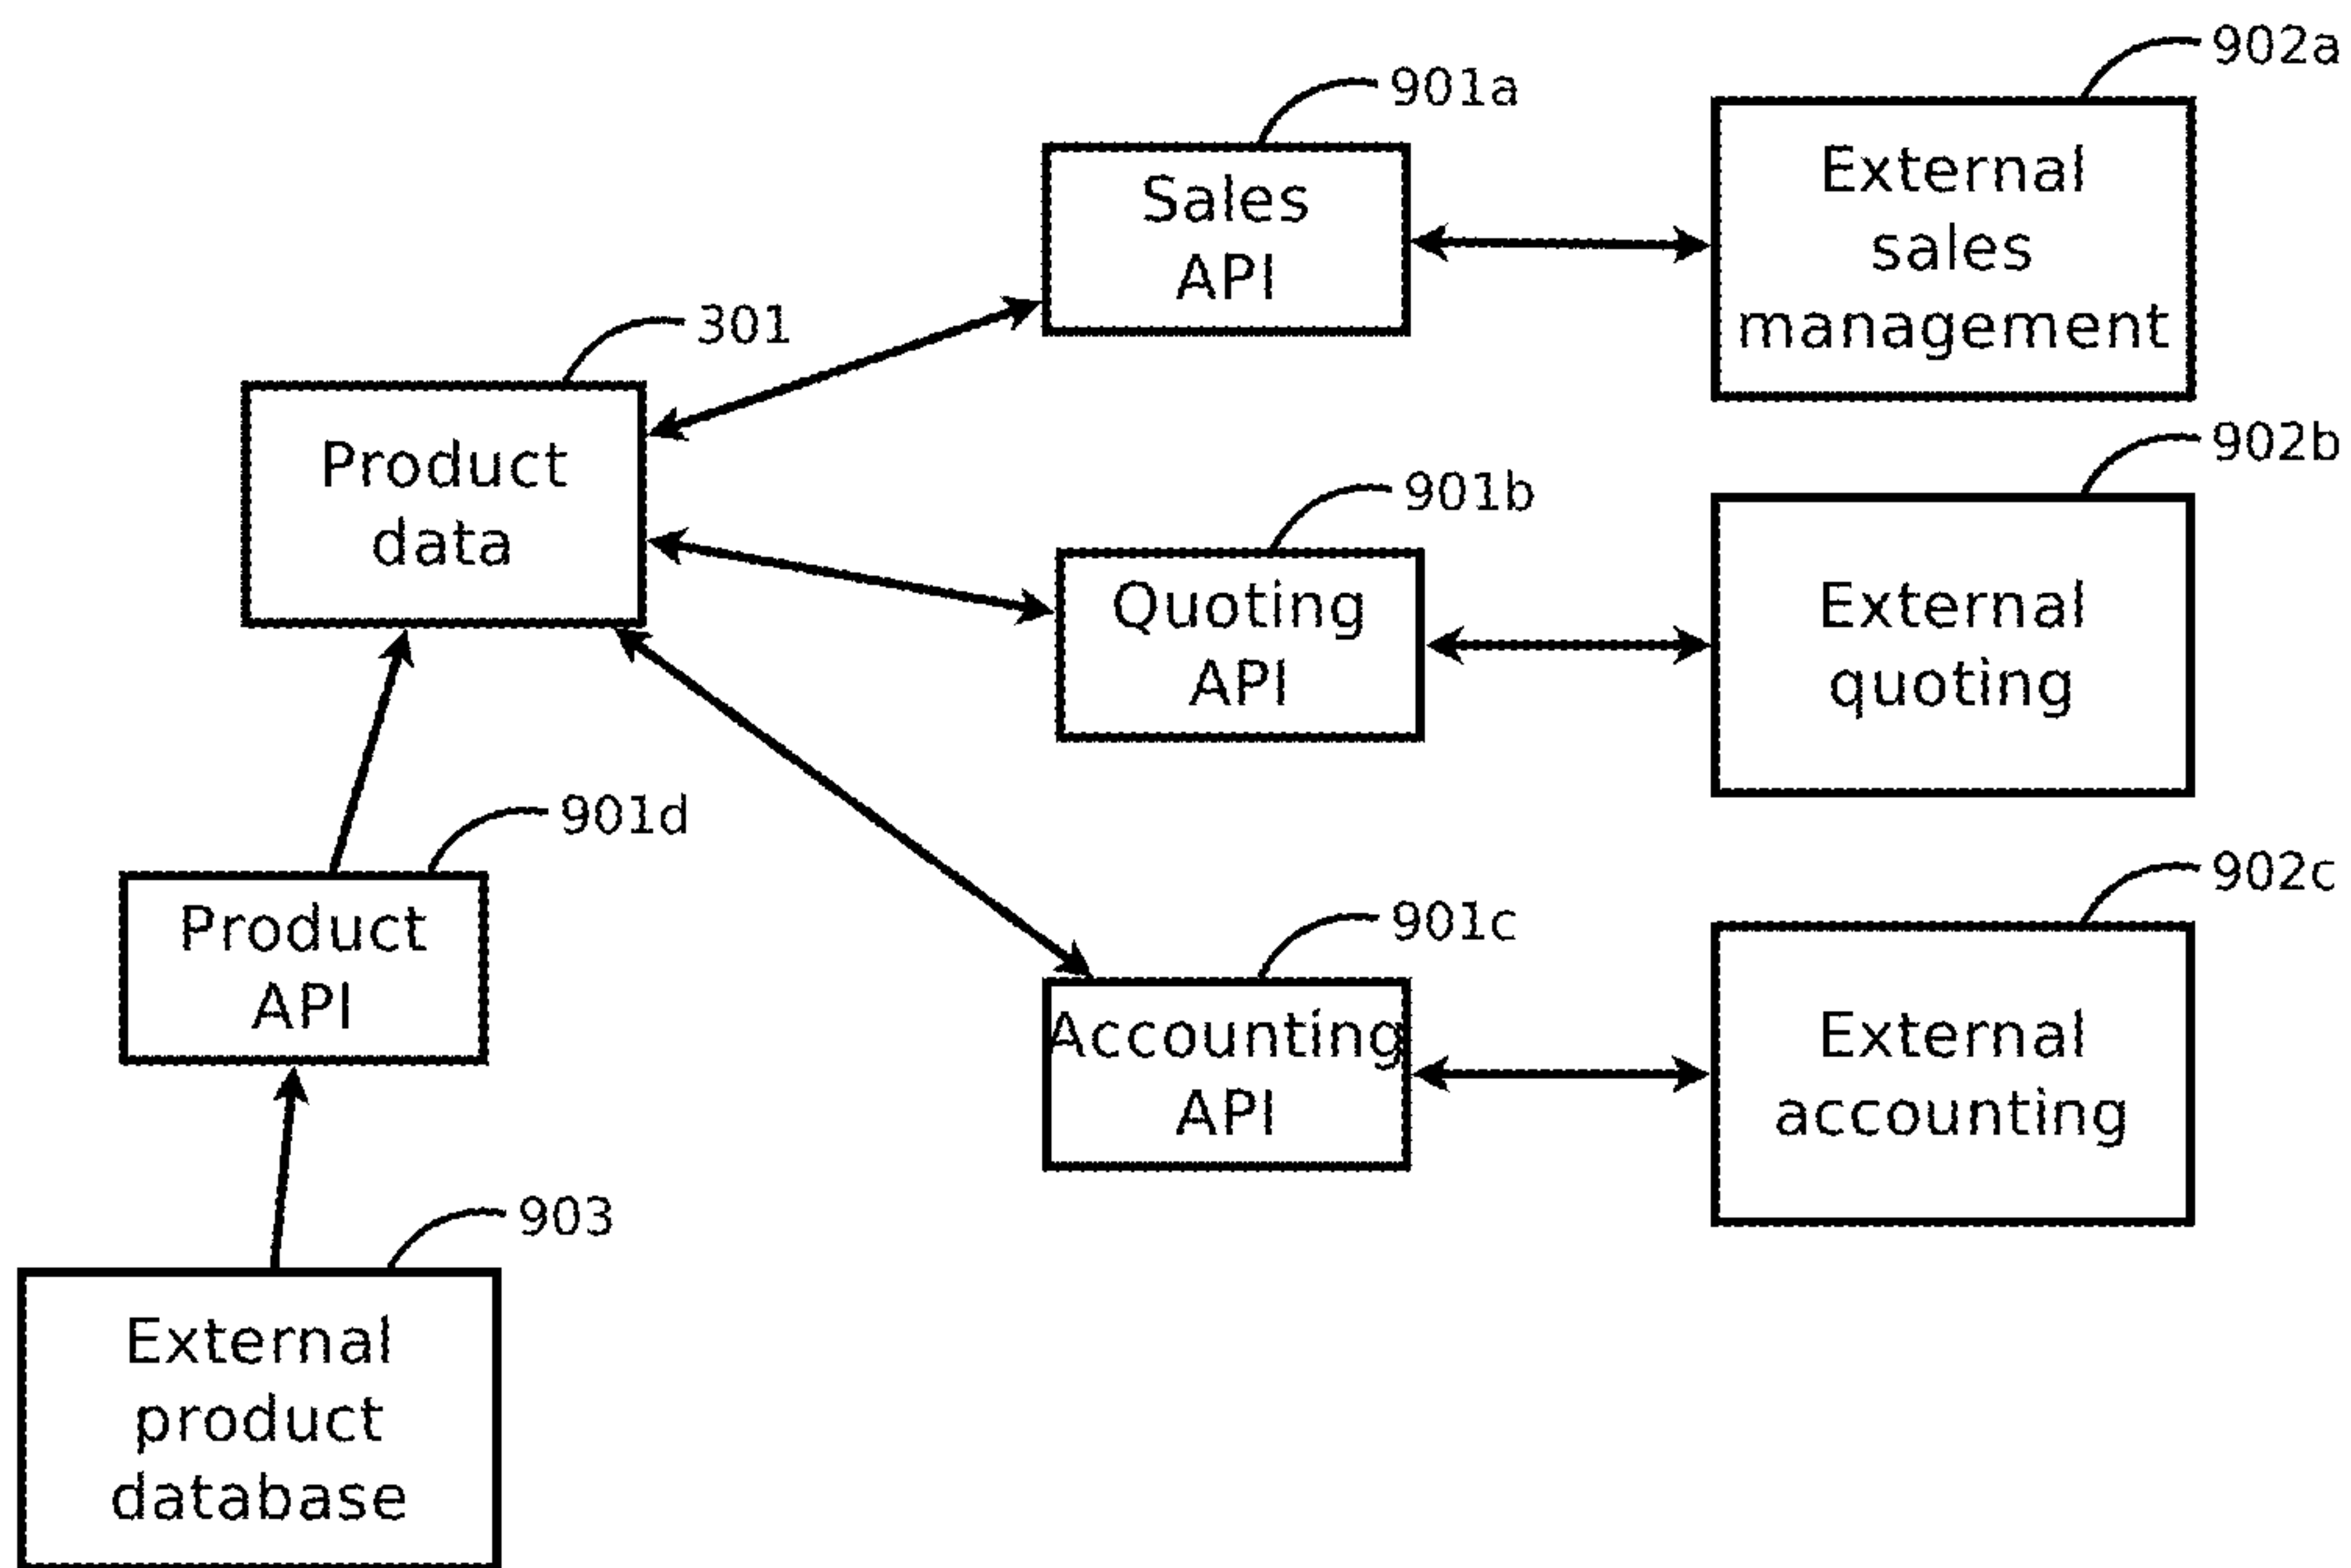 902a
External
sales
management
901a
Sales
API
301
Product
data
902b
External
quoting
901b
Quoting
API
901d
Product
API
902c
External
accounting
901c
Accounting
API
903
External
product
database